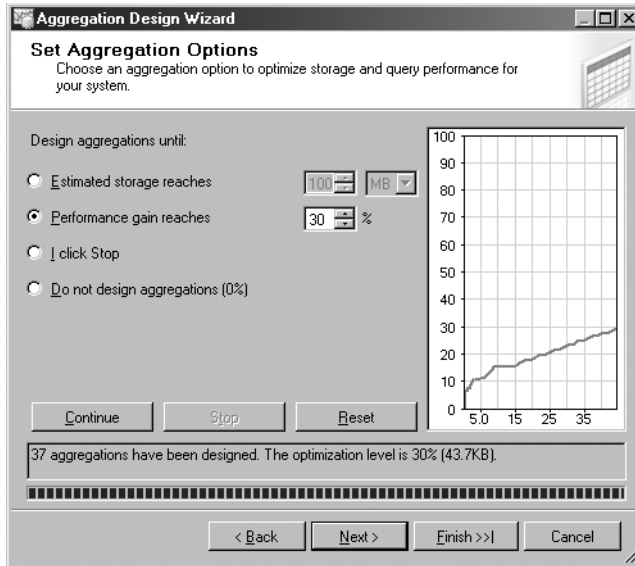 Aggregation Design Wizard
Set Aggregation Options
Choose an aggregation option to optimize storage and query performance for
your system.
Design aggregations until:
Estimated storage reaches 100 MB
Performance gain reaches 30 %
I click Stop
Do not design aggregations (0%)
100
90
80
70
60
50
40
30
20
10
0
5.0 15 25 35
Continue Stop Reset
37 aggregations have been designed. The optimization level is 30% (43.7KB).
< Back Next > Finish >>| Cancel